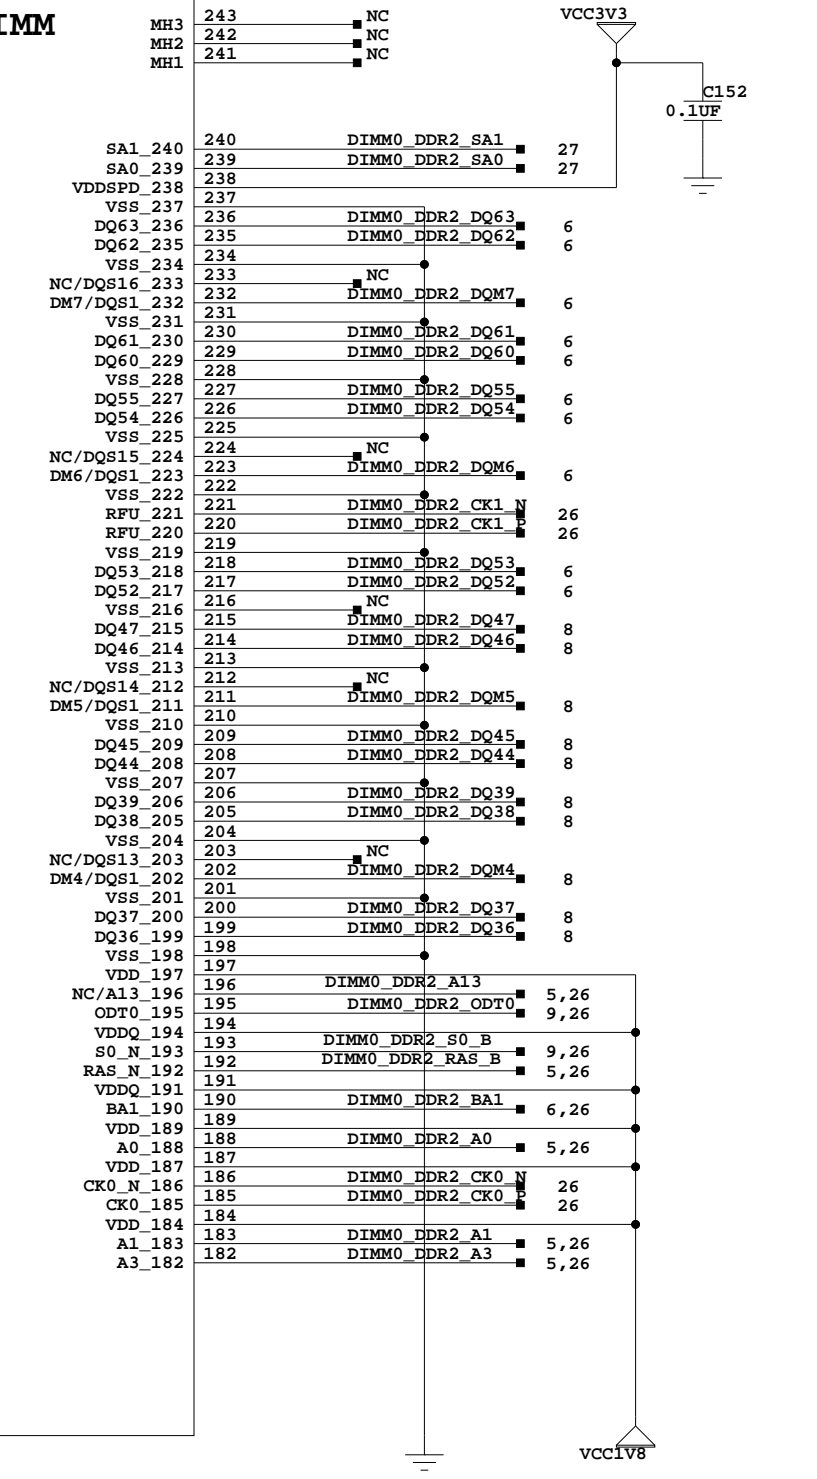 IMM
MH3 243 NC
MH2 242 NC
MH1 241 NC
VCC3V3
C152
0.1UF
SA1_240 240 DIMM0_DDR2_SA1 27
SA0_239 239 DIMM0_DDR2_SA0 27
VDDSPD_238 238
VSS_237 237
DQ63_236 236 DIMM0_DDR2_DQ63 6
DQ62_235 235 DIMM0_DDR2_DQ62 6
VSS_234 234
NC/DQS16_233 233 NC
DM7/DQS1_232 232 DIMM0_DDR2_DQM7 6
VSS_231 231
DQ61_230 230 DIMM0_DDR2_DQ61 6
DQ60_229 229 DIMM0_DDR2_DQ60 6
VSS_228 228
DQ55_227 227 DIMM0_DDR2_DQ55 6
DQ54_226 226 DIMM0_DDR2_DQ54 6
VSS_225 225
NC/DQS15_224 224 NC
DM6/DQS1_223 223 DIMM0_DDR2_DQM6 6
VSS_222 222
RFU_221 221 DIMM0_DDR2_CK1_N 26
RFU_220 220 DIMM0_DDR2_CK1_P 26
VSS_219 219
DQ53_218 218 DIMM0_DDR2_DQ53 6
DQ52_217 217 DIMM0_DDR2_DQ52 6
VSS_216 216 NC
DQ47_215 215 DIMM0_DDR2_DQ47 8
DQ46_214 214 DIMM0_DDR2_DQ46 8
VSS_213 213
NC/DQS14_212 212 NC
DM5/DQS1_211 211 DIMM0_DDR2_DQM5 8
VSS_210 210
DQ45_209 209 DIMM0_DDR2_DQ45 8
DQ44_208 208 DIMM0_DDR2_DQ44 8
VSS_207 207
DQ39_206 206 DIMM0_DDR2_DQ39 8
DQ38_205 205 DIMM0_DDR2_DQ38 8
VSS_204 204
NC/DQS13_203 203 NC
DM4/DQS1_202 202 DIMM0_DDR2_DQM4 8
VSS_201 201
DQ37_200 200 DIMM0_DDR2_DQ37 8
DQ36_199 199 DIMM0_DDR2_DQ36 8
VSS_198 198
VDD_197 197
NC/A13_196 196 DIMM0_DDR2_A13 5,26
ODT0_195 195 DIMM0_DDR2_ODT0 9,26
VDDQ_194 194
S0_N_193 193 DIMM0_DDR2_S0_B 9,26
RAS_N_192 192 DIMM0_DDR2_RAS_B 5,26
VDDQ_191 191
BA1_190 190 DIMM0_DDR2_BA1 6,26
VDD_189 189
A0_188 188 DIMM0_DDR2_A0 5,26
VDD_187 187
CK0_N_186 186 DIMM0_DDR2_CK0_N 26
CK0_185 185 DIMM0_DDR2_CK0_P 26
VDD_184 184
A1_183 183 DIMM0_DDR2_A1 5,26
A3_182 182 DIMM0_DDR2_A3 5,26
VCC1V8